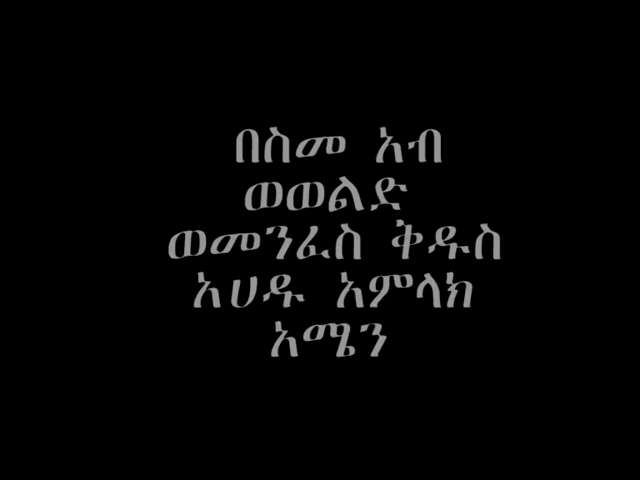 በስመ አብ
ወወልድ
ወመንፈስ ቅዱስ
አሀዱ አምላክ
አሜን